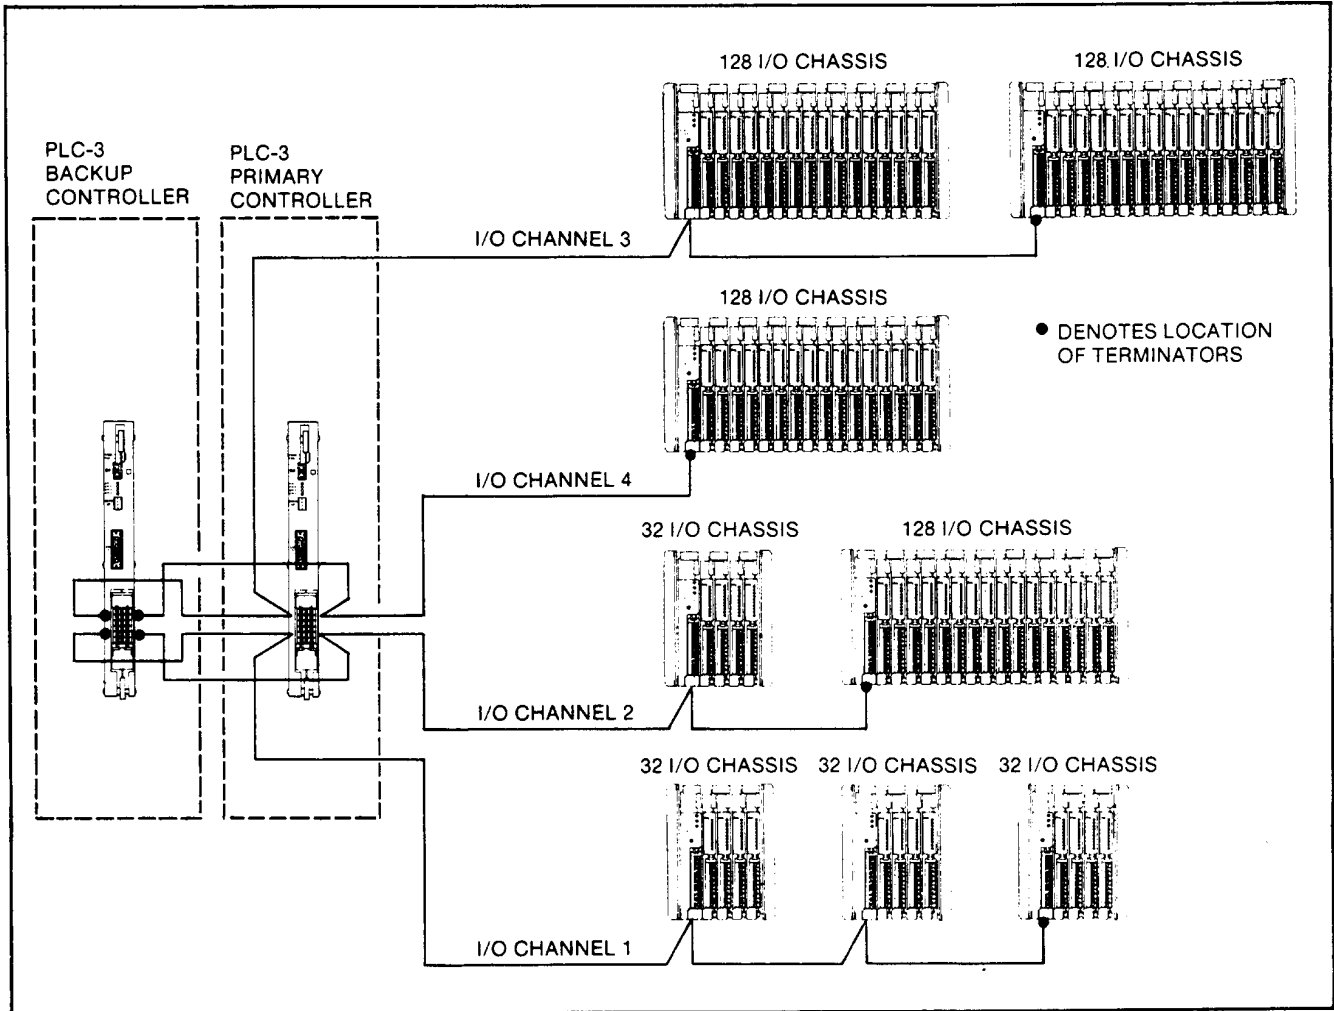 128 I/O CHASSIS
128 I/O CHASSIS
PLC-3
BACKUP
CONTROLLER
PLC-3
PRIMARY
CONTROLLER
I/O CHANNEL 3
128 I/O CHASSIS
DENOTES LOCATION
OF TERMINATORS
I/O CHANNEL 4
32 I/O CHASSIS
128 I/O CHASSIS
I/O CHANNEL 2
32 I/O CHASSIS
32 I/O CHASSIS
32 I/O CHASSIS
I/O CHANNEL 1